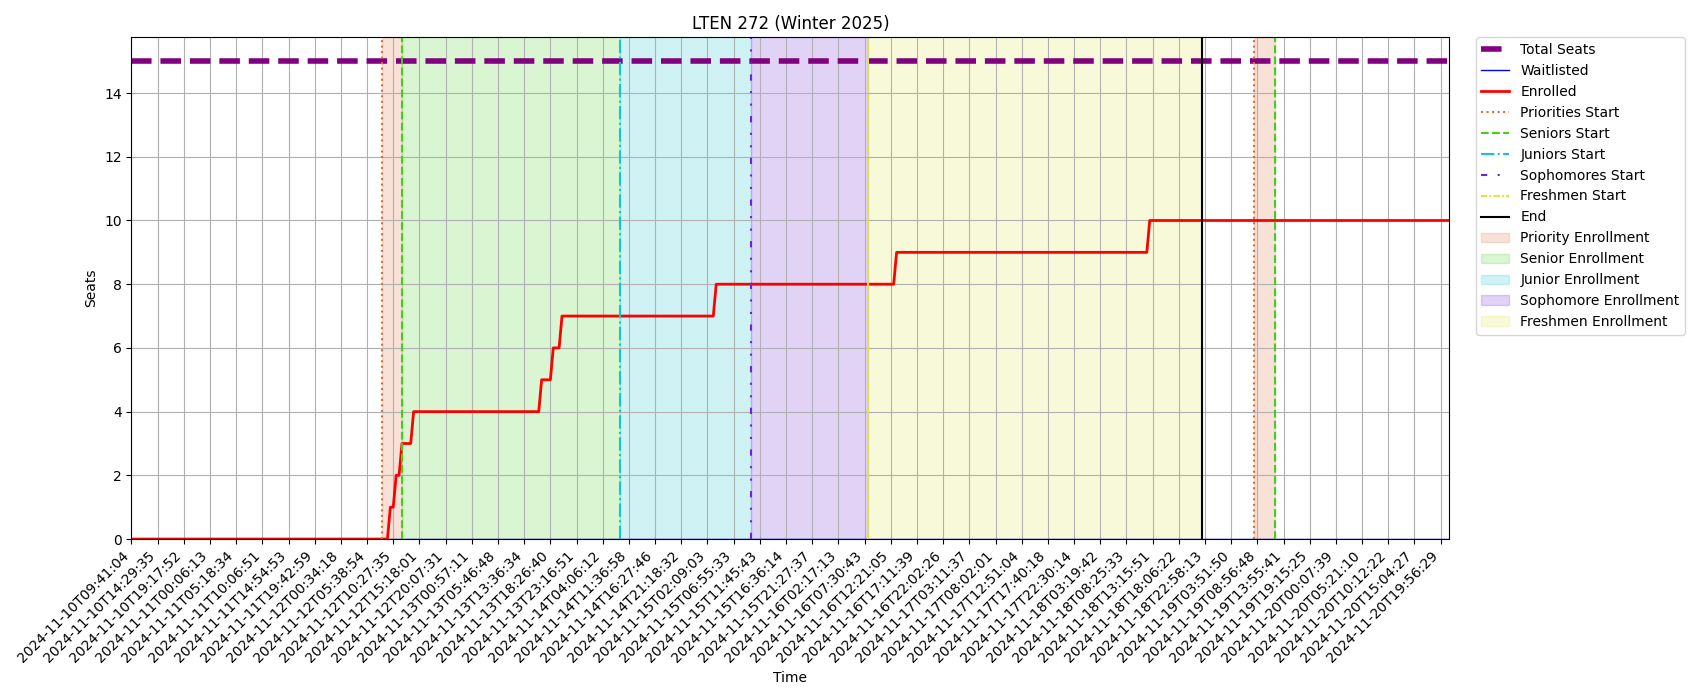 LTEN 272 (Winter 2025)
Total Seats
Waitlisted
Enrolled
Priorities Start
Seniors Start
Juniors Start
Sophomores Start
Freshmen Start
End
Priority Enrollment
Senior Enrollment
Junior Enrollment
Sophomore Enrollment
Freshmen Enrollment
Seats
14
12
10
8
6
4
2
0
2024-11-10T09:41:04
2024-11-10T14:29:35
2024-11-10T19:17:52
2024-11-11T00:06:13
2024-11-11T05:18:34
2024-11-11T10:06:51
2024-11-11T14:54:53
2024-11-11T19:42:59
2024-11-12T00:34:18
2024-11-12T05:38:54
2024-11-12T10:27:35
2024-11-12T15:18:01
2024-11-12T20:07:31
2024-11-13T00:57:11
2024-11-13T05:46:48
2024-11-13T13:36:34
2024-11-13T18:26:40
2024-11-13T23:16:51
2024-11-14T04:06:12
2024-11-14T11:36:58
2024-11-14T16:27:46
2024-11-14T21:18:32
2024-11-15T02:09:03
2024-11-15T06:55:33
2024-11-15T11:45:43
2024-11-15T16:36:14
2024-11-15T21:27:37
2024-11-16T02:17:13
2024-11-16T07:30:43
2024-11-16T12:21:05
2024-11-16T17:11:39
2024-11-16T22:02:26
2024-11-17T03:11:37
2024-11-17T08:02:01
2024-11-17T12:51:04
2024-11-17T17:40:18
2024-11-17T22:30:14
2024-11-18T03:19:42
2024-11-18T08:25:33
2024-11-18T13:15:51
2024-11-18T18:06:22
2024-11-18T22:58:13
2024-11-19T03:51:50
2024-11-19T08:56:48
2024-11-19T13:55:41
2024-11-19T19:15:25
2024-11-20T00:07:39
2024-11-20T05:21:10
2024-11-20T10:12:22
2024-11-20T15:04:27
2024-11-20T19:56:29
Time